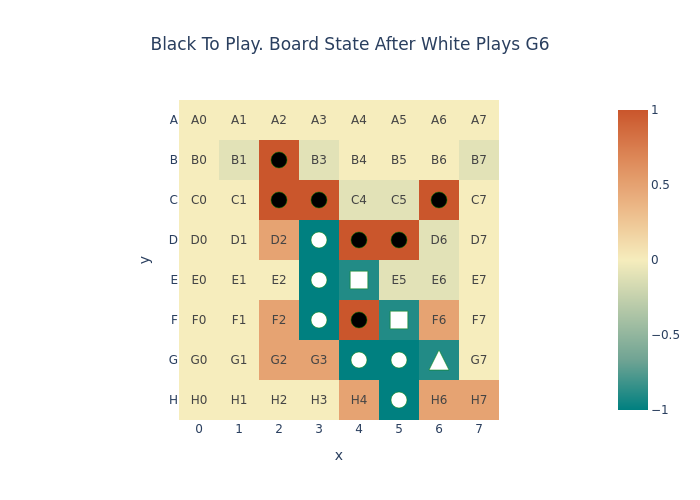 Black To Play. Board State After White Plays G6
A A0 A1 A2 A3 A4 A5 A6 A7
B B0 B1 B3 B4 B5 B6 B7
C C0 C1 C4 C5 C7
D D0 D1 D2 D6 D7
E E0 E1 E2 E5 E6 E7
F F0 F1 F2 F6 F7
G G0 G1 G2 G3 G7
H H0 H1 H2 H3 H4 H6 H7
0 1 2 3 4 5 6 7
x
y
1
0.5
0
−0.5
−1